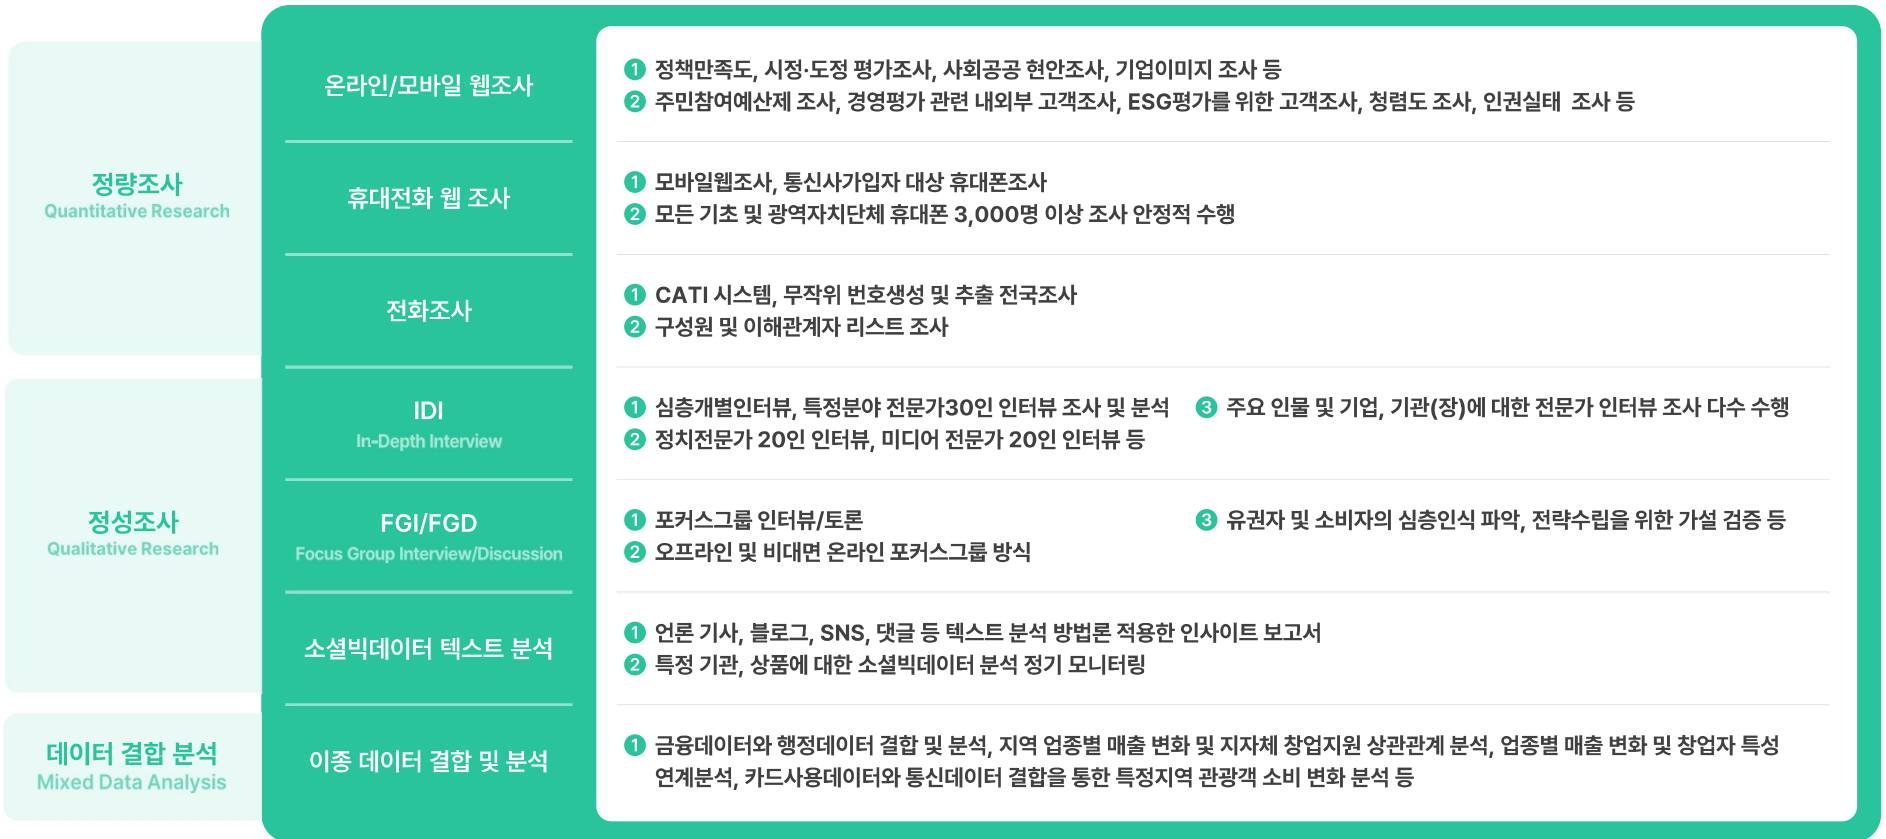 정량조사
Quantitative Research
온라인/모바일 웹조사
❶ 정책만족도, 시정·도정 평가조사, 사회공공 현안조사, 기업이미지 조사 등
❷ 주민참여예산제 조사, 경영평가 관련 내외부 고객조사, ESG평가를 위한 고객조사, 청렴도 조사, 인권실태 조사 등
휴대전화 웹 조사
❶ 모바일웹조사, 통신사가입자 대상 휴대폰조사
❷ 모든 기초 및 광역자치단체 휴대폰 3,000명 이상 조사 안정적 수행
전화조사
❶ CATI 시스템, 무작위 번호생성 및 추출 전국조사
❷ 구성원 및 이해관계자 리스트 조사
정성조사
Qualitative Research
IDI
In-Depth Interview
❶ 심층개별인터뷰, 특정분야 전문가30인 인터뷰 조사 및 분석
❷ 정치전문가 20인 인터뷰, 미디어 전문가 20인 인터뷰 등
❸ 주요 인물 및 기업, 기관(장)에 대한 전문가 인터뷰 조사 다수 수행
FGI/FGD
Focus Group Interview/Discussion
❶ 포커스그룹 인터뷰/토론
❷ 오프라인 및 비대면 온라인 포커스그룹 방식
❸ 유권자 및 소비자의 심층인식 파악, 전략수립을 위한 가설 검증 등
소셜빅데이터 텍스트 분석
❶ 언론 기사, 블로그, SNS, 댓글 등 텍스트 분석 방법론 적용한 인사이트 보고서
❷ 특정 기관, 상품에 대한 소셜빅데이터 분석 정기 모니터링
데이터 결합 분석
Mixed Data Analysis
이종 데이터 결합 및 분석
❶ 금융데이터와 행정데이터 결합 및 분석, 지역 업종별 매출 변화 및 지자체 창업지원 상관관계 분석, 업종별 매출 변화 및 창업자 특성
연계분석, 카드사용데이터와 통신데이터 결합을 통한 특정지역 관광객 소비 변화 분석 등